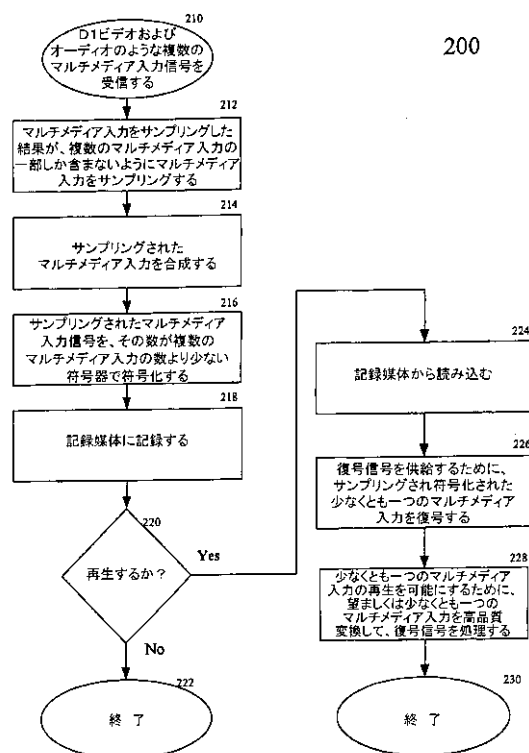 200
210
D1ビデオおよび
オーディオのような複数の
マルチメディア入力信号を
受信する
212
マルチメディア入力をサンプリングした
結果が、複数のマルチメディア入力の
一部しか含まないようにマルチメディア
入力をサンプリングする
214
サンプリングされた
マルチメディア入力を合成する
216
サンプリングされたマルチメディア
入力信号を、その数が複数の
マルチメディア入力の数より少ない
符号器で符号化する
218
記録媒体に記録する
220
再生するか？
Yes
No
222
終 了
224
記録媒体から読み込む
226
復号信号を供給するために、
サンプリングされ符号化された
少なくとも一つのマルチメディア
入力を復号する
228
少なくとも一つのマルチメディア
入力の再生を可能にするために、
望ましくは少なくとも一つの
マルチメディア入力を高品質
変換して、復号信号を処理する
230
終 了